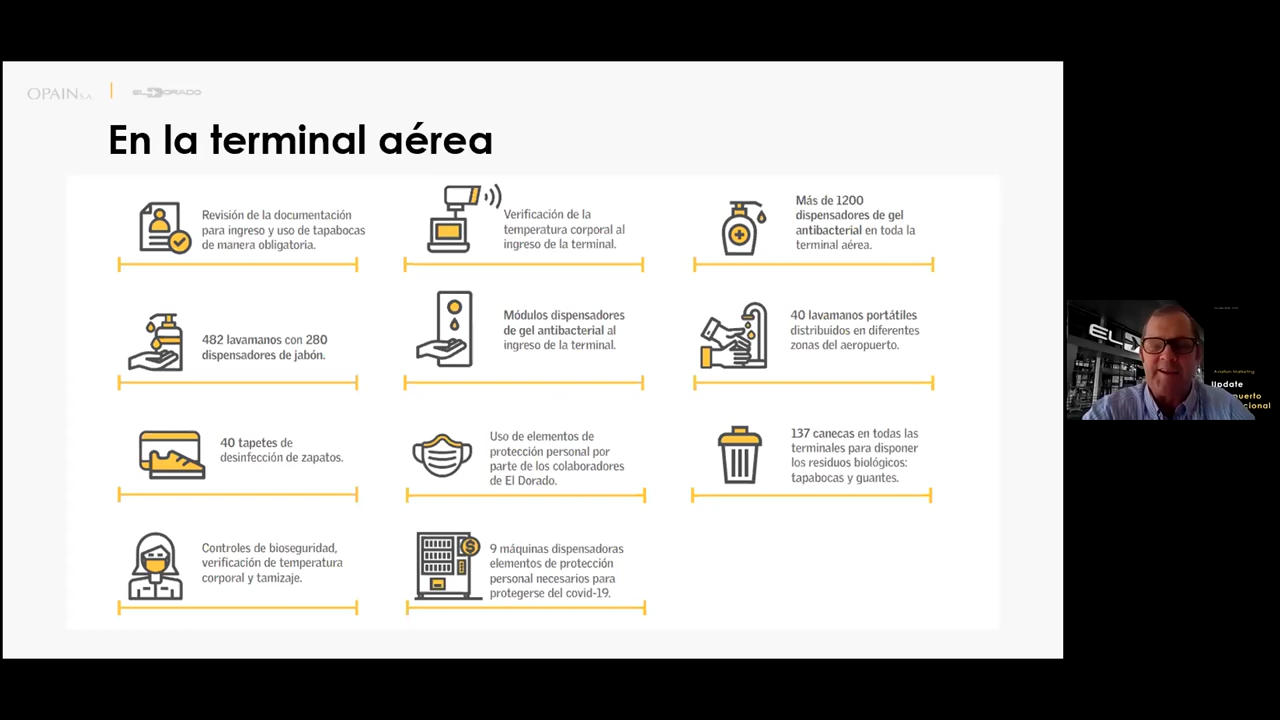 OPAIN S.A.
EL DORADO
En la terminal aérea
Revisión de la documentación
para ingreso y uso de tapabocas
de manera obligatoria.
Verificación de la
temperatura corporal al
ingreso de la terminal.
Más de 1200
dispensadores de gel
antibacterial en toda la
terminal aérea.
482 lavamanos con 280
dispensadores de jabón.
Módulos dispensadores
de gel antibacterial al
ingreso de la terminal.
40 lavamanos portátiles
distribuidos en diferentes
zonas del aeropuerto.
40 tapetes de
desinfección de zapatos.
Uso de elementos de
protección personal por
parte de los colaboradores
de El Dorado.
137 canecas en todas las
terminales para disponer
los residuos biológicos:
tapabocas y guantes.
Controles de bioseguridad,
verificación de temperatura
corporal y tamizaje.
$
9 máquinas dispensadoras
elementos de protección
personal necesarios para
protegerse del covid-19.
EL
Aviation Marketing
Update
puerto
cional